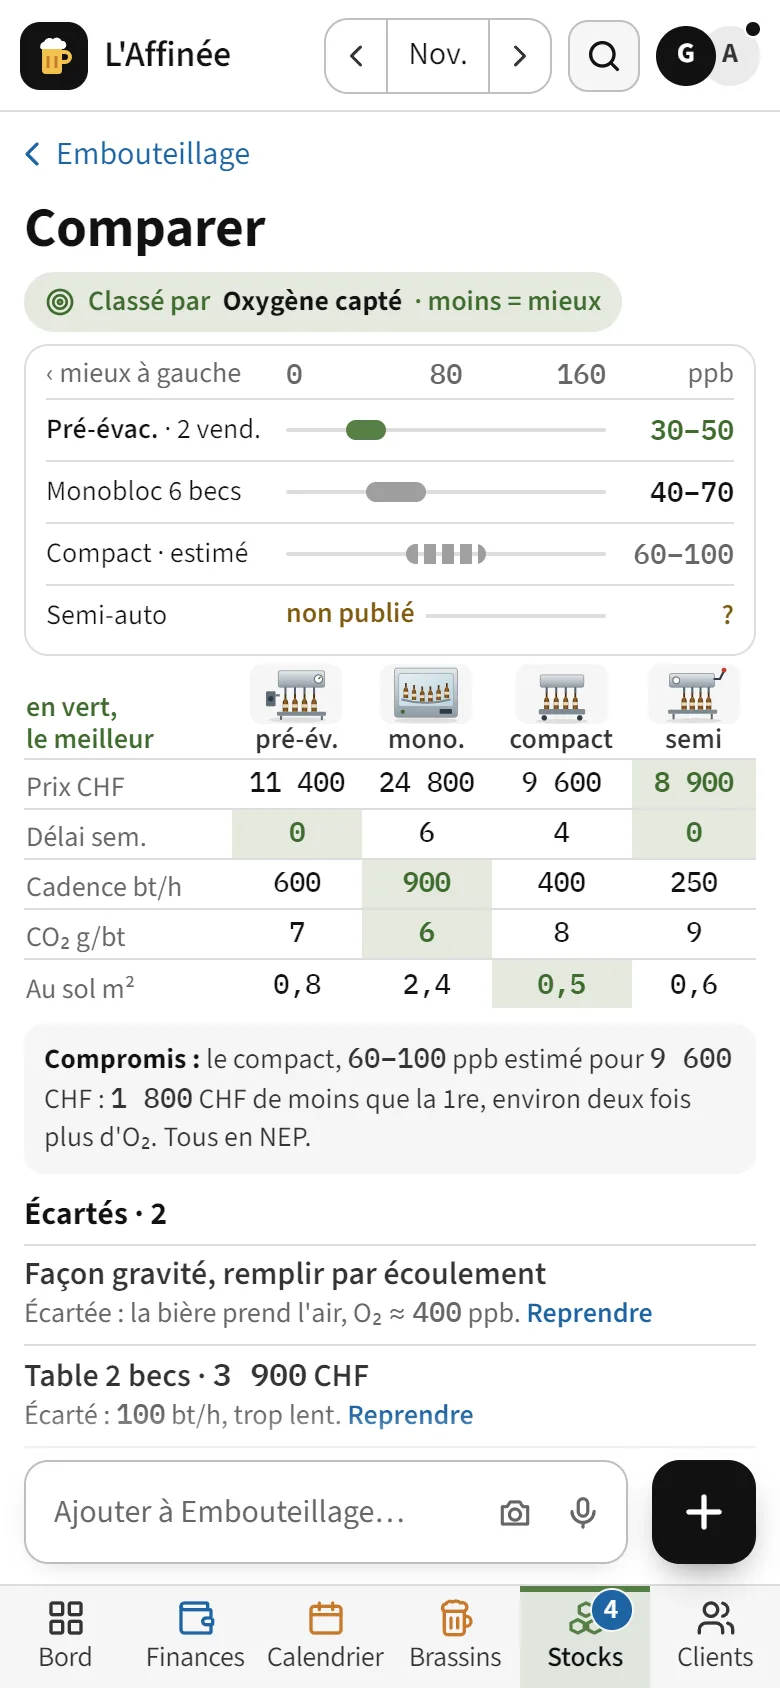 L'Affinée
Nov.
G
A
Embouteillage
Comparer
Classé par Oxygène capté · moins = mieux
‹ mieux à gauche 0 80 160 ppb
Pré-évac. · 2 vend. 30–50
Monobloc 6 becs 40–70
Compact · estimé 60–100
Semi-auto non publié ?
en vert,
le meilleur pré-év. mono. compact semi
Prix CHF 11 400 24 800 9 600 8 900
Délai sem. 0 6 4 0
Cadence bt/h 600 900 400 250
CO₂ g/bt 7 6 8 9
Au sol m² 0,8 2,4 0,5 0,6
Compromis : le compact, 60–100 ppb estimé pour 9 600
CHF : 1 800 CHF de moins que la 1re, environ deux fois
plus d'O₂. Tous en NEP.
Écartés · 2
Façon gravité, remplir par écoulement
Écartée : la bière prend l'air, O₂ ≈ 400 ppb. Reprendre
Table 2 becs · 3 900 CHF
Écarté : 100 bt/h, trop lent. Reprendre
Ajouter à Embouteillage…
4
Bord Finances Calendrier Brassins Stocks Clients